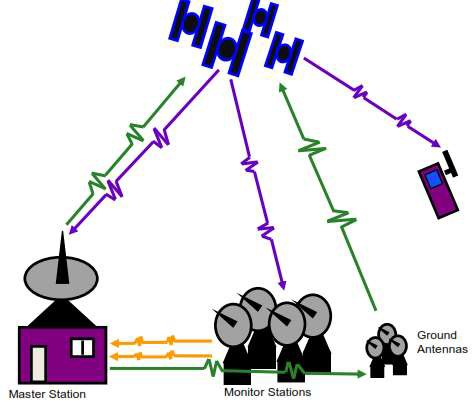 Ground
Antennas
Master Station
Monitor Stations